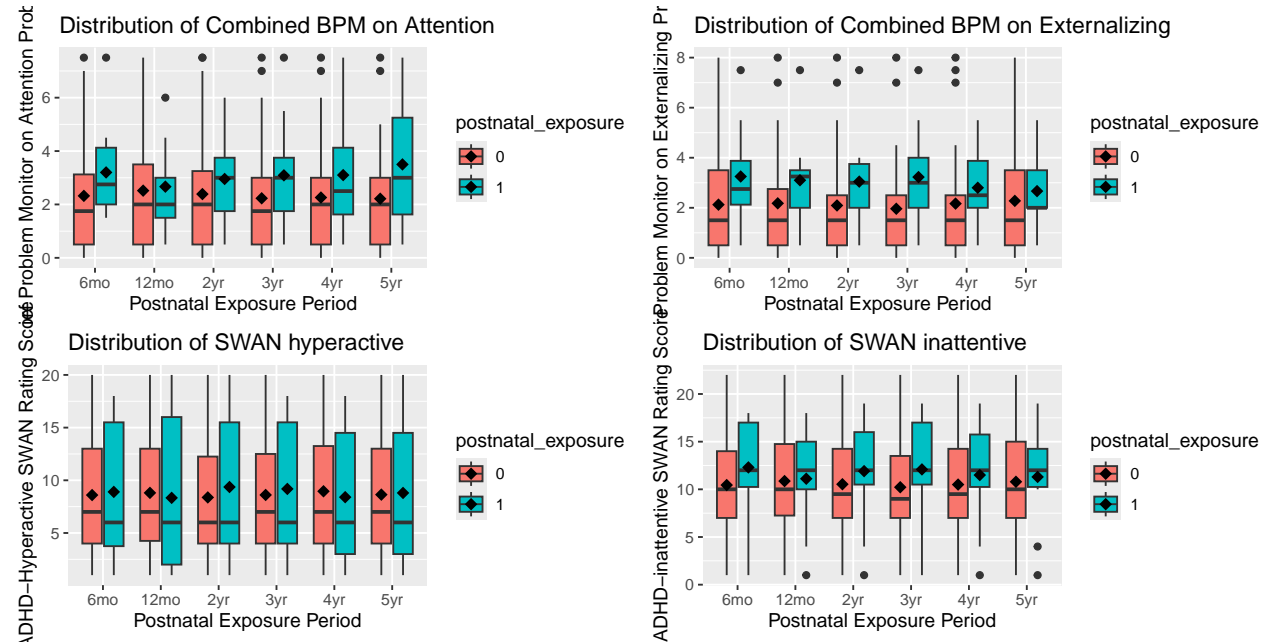 Distribution of Combined BPM on Attention
Problem Monitor on Attention
6
4
2
0
6mo 12mo 2yr 3yr 4yr 5yr
Postnatal Exposure Period
postnatal_exposure
0
1
Distribution of Combined BPM on Externalizing
Problem Monitor on Externalizing
8
6
4
2
0
6mo 12mo 2yr 3yr 4yr 5yr
Postnatal Exposure Period
postnatal_exposure
0
1
Distribution of SWAN hyperactive
ADHD−Hyperactive SWAN Rating Score
20
15
10
5
6mo 12mo 2yr 3yr 4yr 5yr
Postnatal Exposure Period
postnatal_exposure
0
1
Distribution of SWAN inattentive
ADHD−inattentive SWAN Rating Score
20
15
10
5
0
6mo 12mo 2yr 3yr 4yr 5yr
Postnatal Exposure Period
postnatal_exposure
0
1